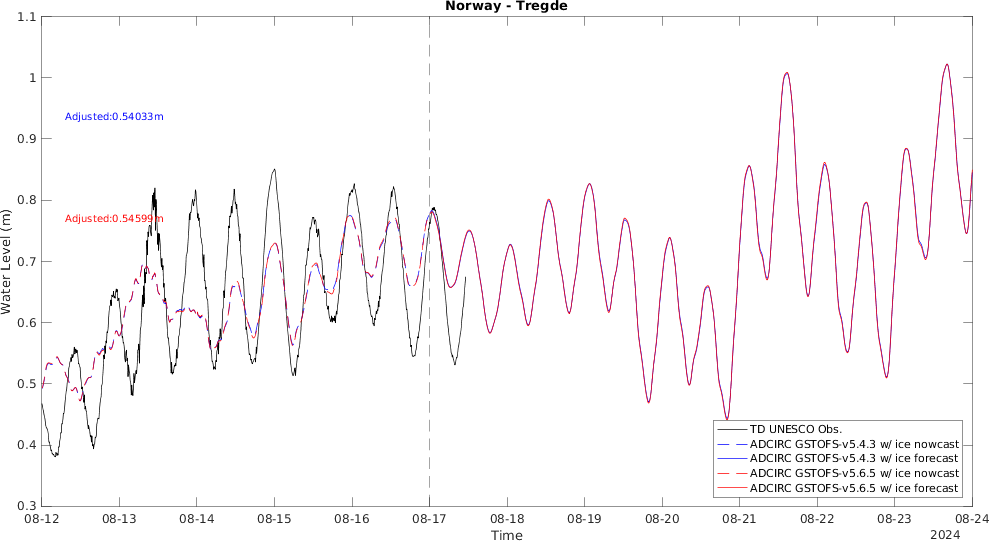 Norway - Tregde
1.1
1
0.9
0.8
0.7
0.6
0.5
0.4
0.3
Water Level (m)
Adjusted:0.54033m
Adjusted:0.54599m
TD UNESCO Obs.
ADCIRC GSTOFS-v5.4.3 w/ ice nowcast
ADCIRC GSTOFS-v5.4.3 w/ ice forecast
ADCIRC GSTOFS-v5.6.5 w/ ice nowcast
ADCIRC GSTOFS-v5.6.5 w/ ice forecast
08-12 08-13 08-14 08-15 08-16 08-17 08-18 08-19 08-20 08-21 08-22 08-23 08-24
Time
2024